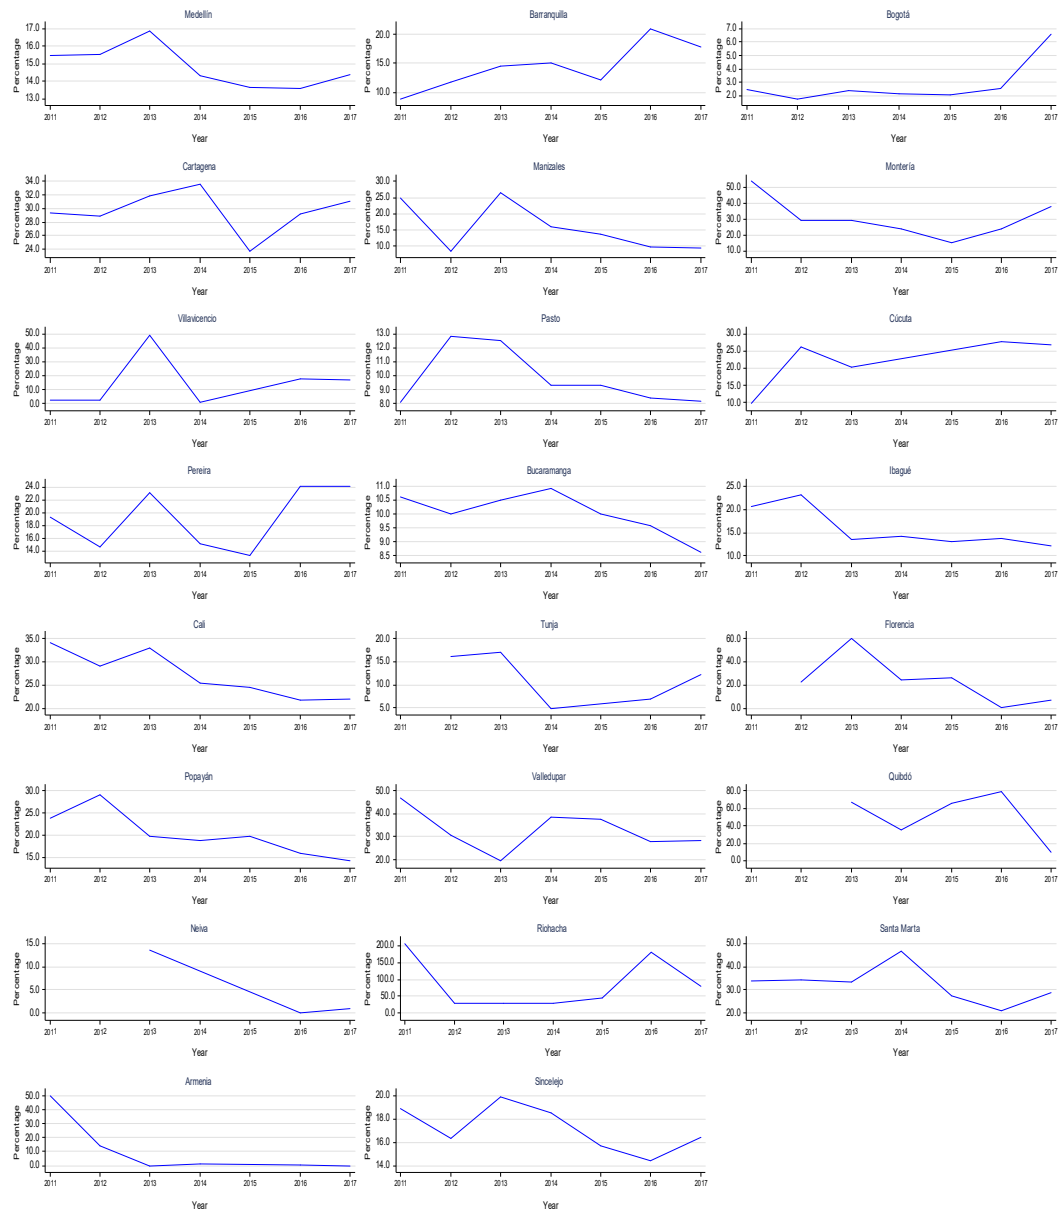 Medellín
Percentage
17.0
16.0
15.0
14.0
13.0
2011 2012 2013 2014 2015 2016 2017
Year
Barranquilla
Percentage
20.0
15.0
10.0
2011 2012 2013 2014 2015 2016 2017
Year
Bogotá
Percentage
7.0
6.0
5.0
4.0
3.0
2.0
2011 2012 2013 2014 2015 2016 2017
Year
Cartagena
Percentage
34.0
32.0
30.0
28.0
26.0
24.0
2011 2012 2013 2014 2015 2016 2017
Year
Manizales
Percentage
30.0
25.0
20.0
15.0
10.0
2011 2012 2013 2014 2015 2016 2017
Year
Montería
Percentage
50.0
40.0
30.0
20.0
10.0
2011 2012 2013 2014 2015 2016 2017
Year
Villavicencio
Percentage
50.0
40.0
30.0
20.0
10.0
0.0
2011 2012 2013 2014 2015 2016 2017
Year
Pasto
Percentage
13.0
12.0
11.0
10.0
9.0
8.0
2011 2012 2013 2014 2015 2016 2017
Year
Cúcuta
Percentage
30.0
25.0
20.0
15.0
10.0
2011 2012 2013 2014 2015 2016 2017
Year
Pereira
Percentage
24.0
22.0
20.0
18.0
16.0
14.0
2011 2012 2013 2014 2015 2016 2017
Year
Bucaramanga
Percentage
11.0
10.5
10.0
9.5
9.0
8.5
2011 2012 2013 2014 2015 2016 2017
Year
Ibagué
Percentage
25.0
20.0
15.0
10.0
2011 2012 2013 2014 2015 2016 2017
Year
Cali
Percentage
35.0
30.0
25.0
20.0
2011 2012 2013 2014 2015 2016 2017
Year
Tunja
Percentage
20.0
15.0
10.0
5.0
2011 2012 2013 2014 2015 2016 2017
Year
Florencia
Percentage
60.0
40.0
20.0
0.0
2011 2012 2013 2014 2015 2016 2017
Year
Popayán
Percentage
30.0
25.0
20.0
15.0
2011 2012 2013 2014 2015 2016 2017
Year
Valledupar
Percentage
50.0
40.0
30.0
20.0
2011 2012 2013 2014 2015 2016 2017
Year
Quibdó
Percentage
80.0
60.0
40.0
20.0
0.0
2011 2012 2013 2014 2015 2016 2017
Year
Neiva
Percentage
15.0
10.0
5.0
0.0
2011 2012 2013 2014 2015 2016 2017
Year
Riohacha
Percentage
200.0
150.0
100.0
50.0
0.0
2011 2012 2013 2014 2015 2016 2017
Year
Santa Marta
Percentage
50.0
40.0
30.0
20.0
2011 2012 2013 2014 2015 2016 2017
Year
Armenia
Percentage
50.0
40.0
30.0
20.0
10.0
0.0
2011 2012 2013 2014 2015 2016 2017
Year
Sincelejo
Percentage
20.0
18.0
16.0
14.0
2011 2012 2013 2014 2015 2016 2017
Year